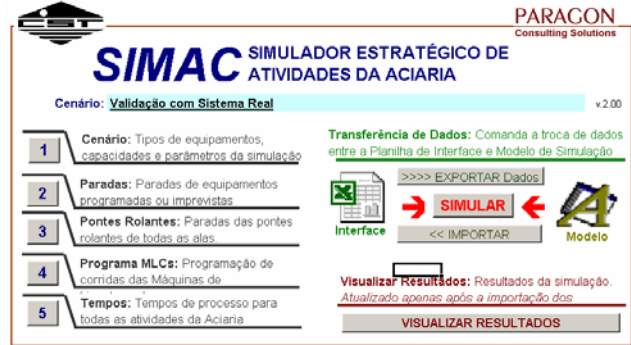 CST
PARAGON
Consulting Solutions
SIMAC SIMULADOR ESTRATÉGICO DE
ATIVIDADES DA ACIARIA
Cenário: Validação com Sistema Real
v.2.00
1
Cenário: Tipos de equipamentos,
capacidades e parâmetros da simulação
2
Paradas: Paradas de equipamentos
programadas ou imprevistas
3
Pontes Rolantes: Paradas das pontes
rolantes de todas as alas.
4
Programa MLCs: Programação de
corridas das Máquinas de
5
Tempos: Tempos de processo para
todas as atividades da Aciaria
Transferência de Dados: Comanda a troca de dados
entre a Planilha de Interface e Modelo de Simulação
>>>> EXPORTAR Dados
SIMULAR
<< IMPORTAR
Interface
Modelo
Visualizar Resultados: Resultados da simulação.
Atualizado apenas após a importação dos
VISUALIZAR RESULTADOS